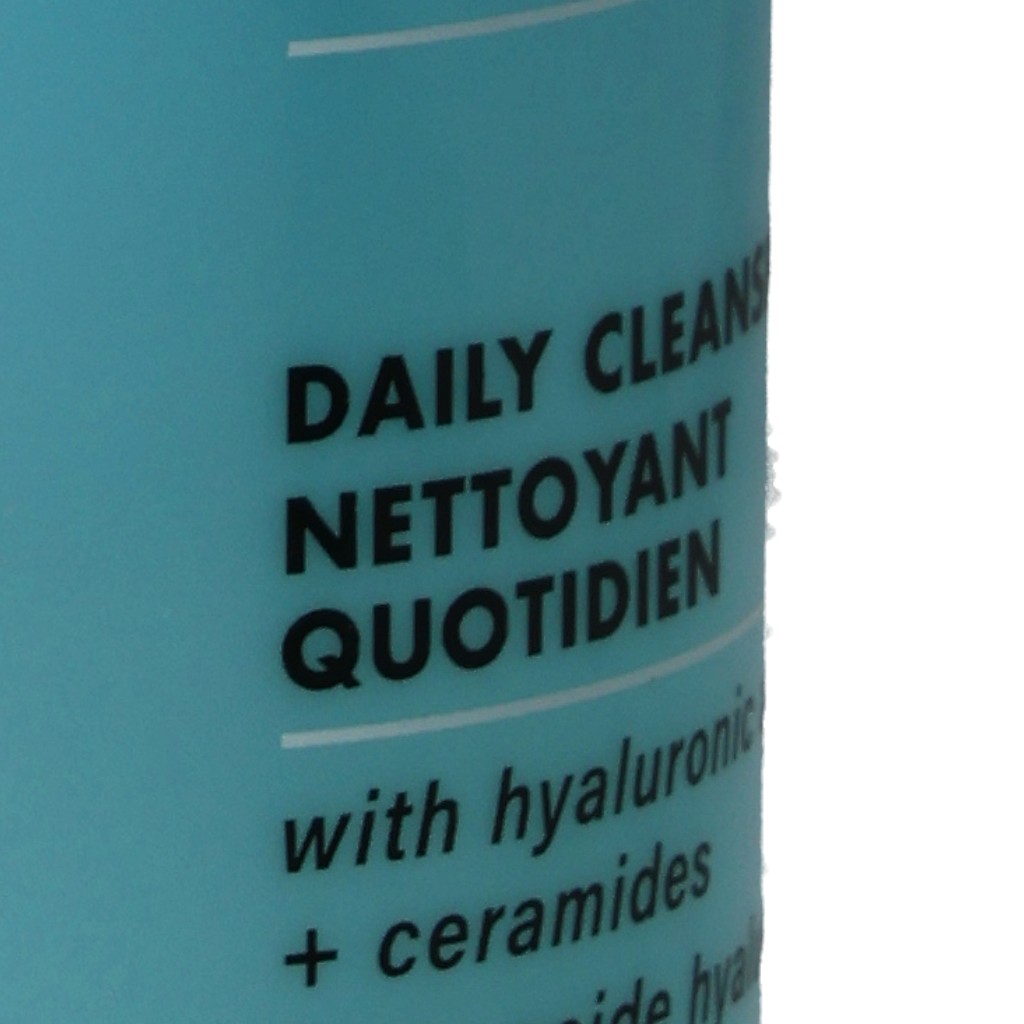 DAILY CLEANS
NETTOYANT
QUOTIDIEN
with hyaluronic
+ ceramides